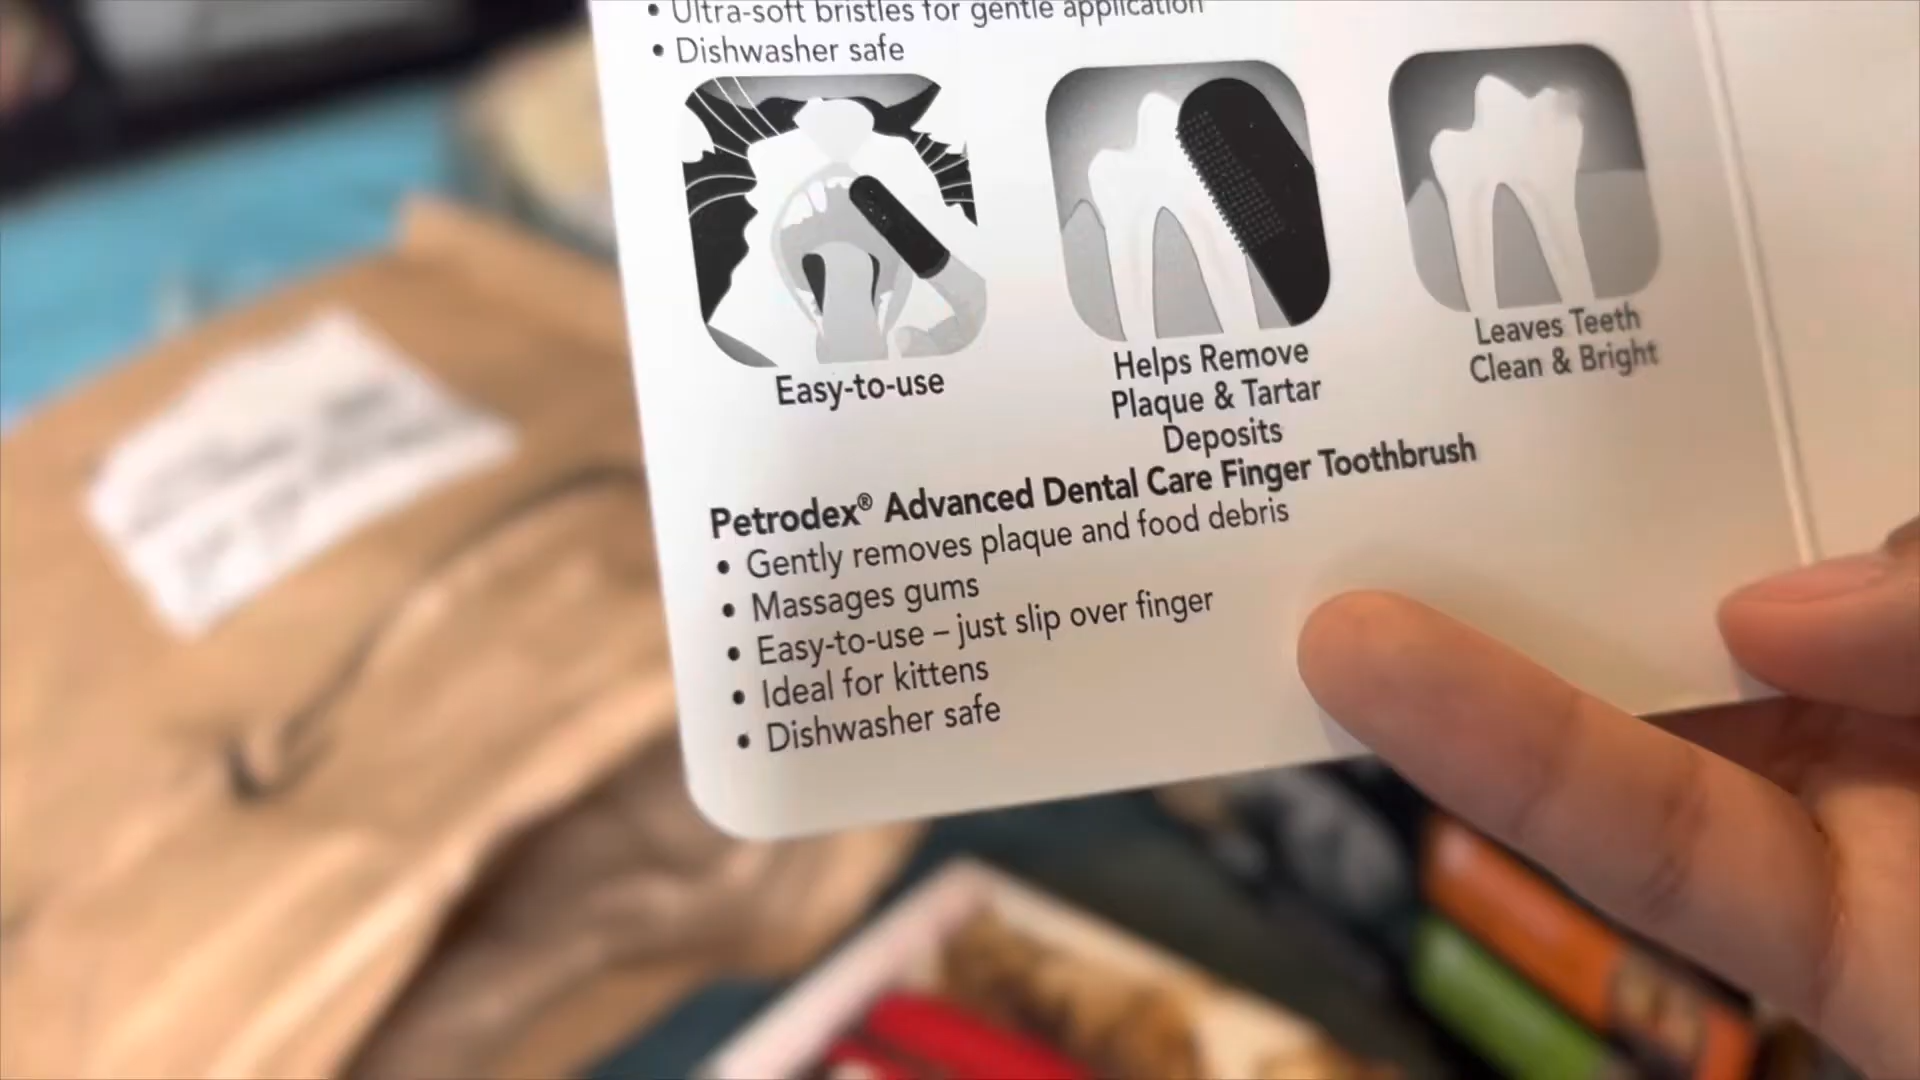 • Ultra-soft bristles for gentle application
• Dishwasher safe
Easy-to-use
Helps Remove
Plaque & Tartar
Deposits
Leaves Teeth
Clean & Bright
Petrodex® Advanced Dental Care Finger Toothbrush
• Gently removes plaque and food debris
• Massages gums
• Easy-to-use – just slip over finger
• Ideal for kittens
• Dishwasher safe